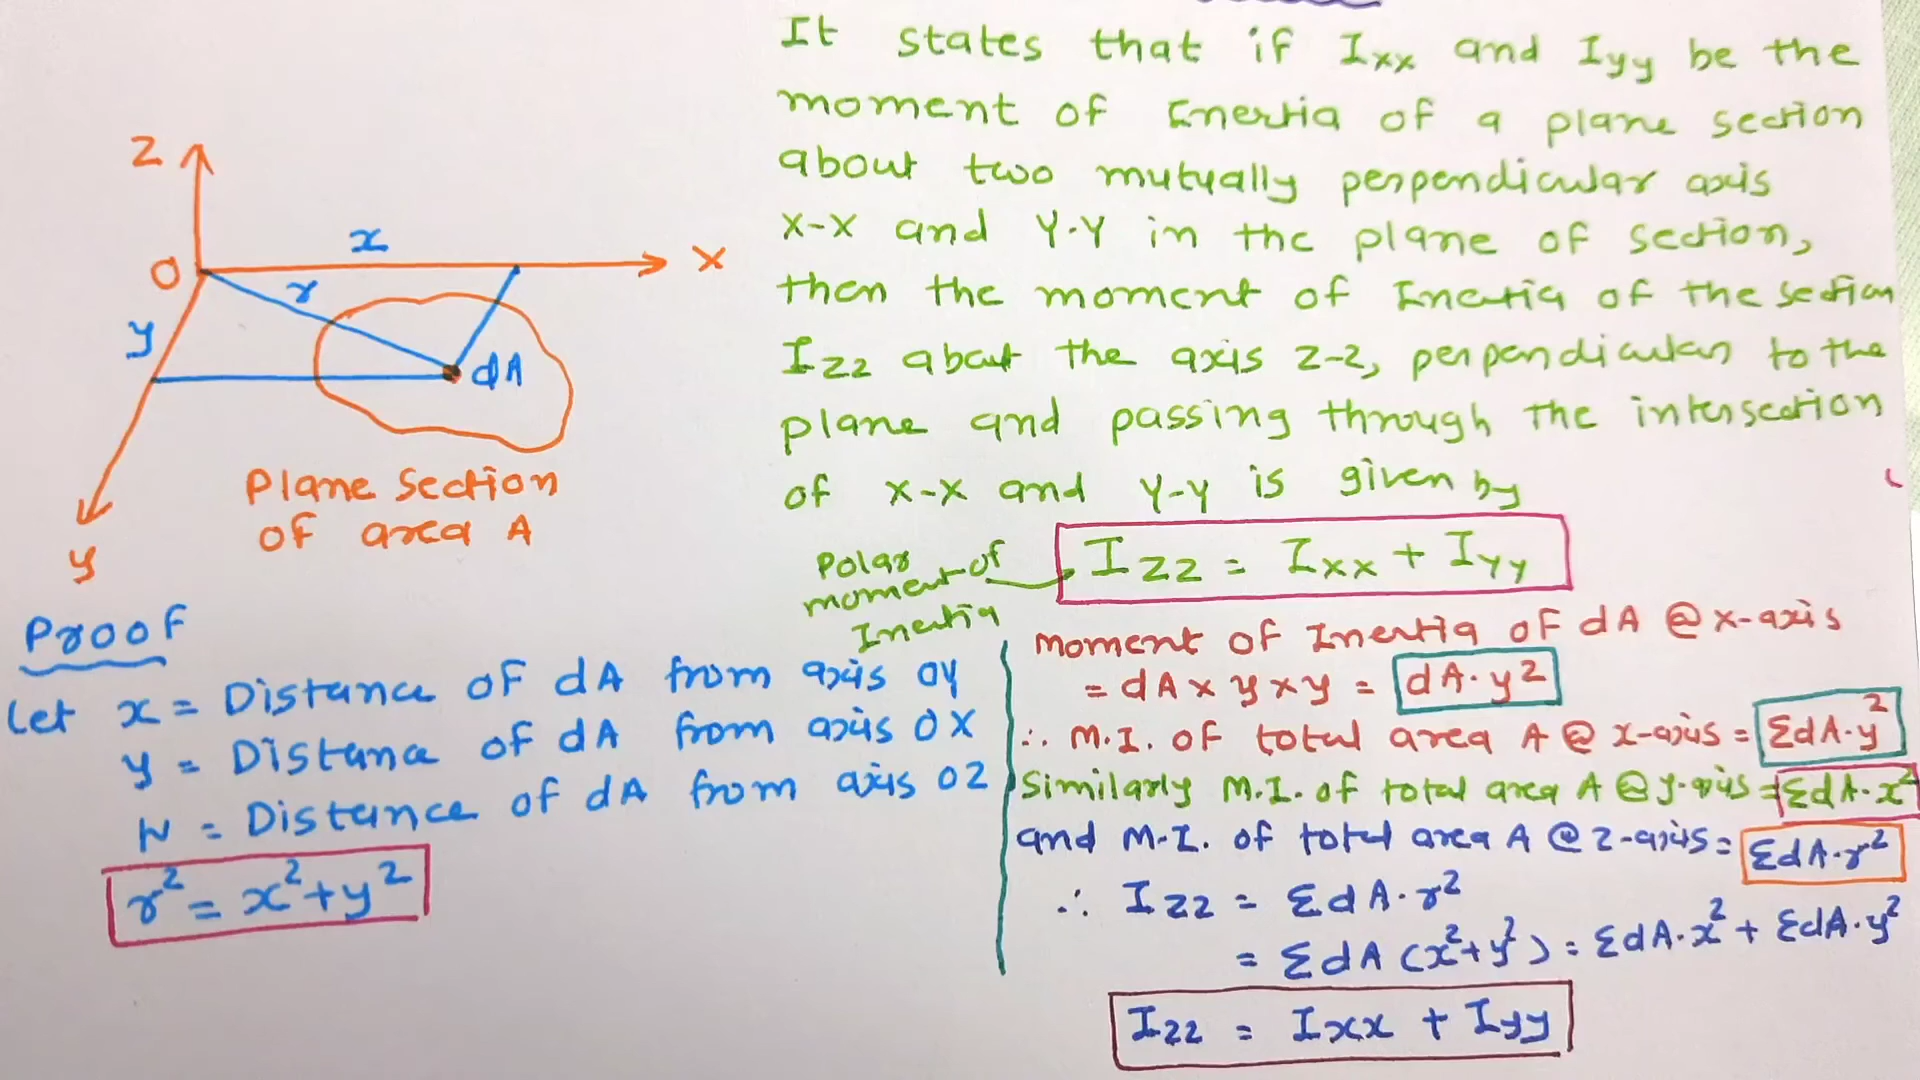 It states that if Ixx and Iyy be the
moment of Inertia of a plane section
about two mutually perpendicular axis
X-X and Y-Y in the plane of section,
then the moment of Inertia of the section
Izz about the axis z-z, perpendicular to the
plane and passing through the intersection
of X-X and Y-Y is given by
Izz = Ixx + Iyy
Polar
moment of
Inertia
Z
O
x
X
r
y
dA
Plane section
of area A
y
Proof
Let x = Distance of dA from axis oy
y = Distance of dA from axis OX
r = Distance of dA from axis OZ
r² = x² + y²
moment of Inertia of dA @ x-axis
= dA x y x y = dA·y²
∴ M.I. of total area A @ x-axis = ΣdA·y²
Similarly M.I. of total area A @ y-axis = ΣdA·x²
and M.I. of total area A @ z-axis = ΣdA·r²
∴ Izz = ΣdA·r²
= ΣdA (x²+y²) = ΣdA·x² + ΣdA·y²
Izz = Ixx + Iyy